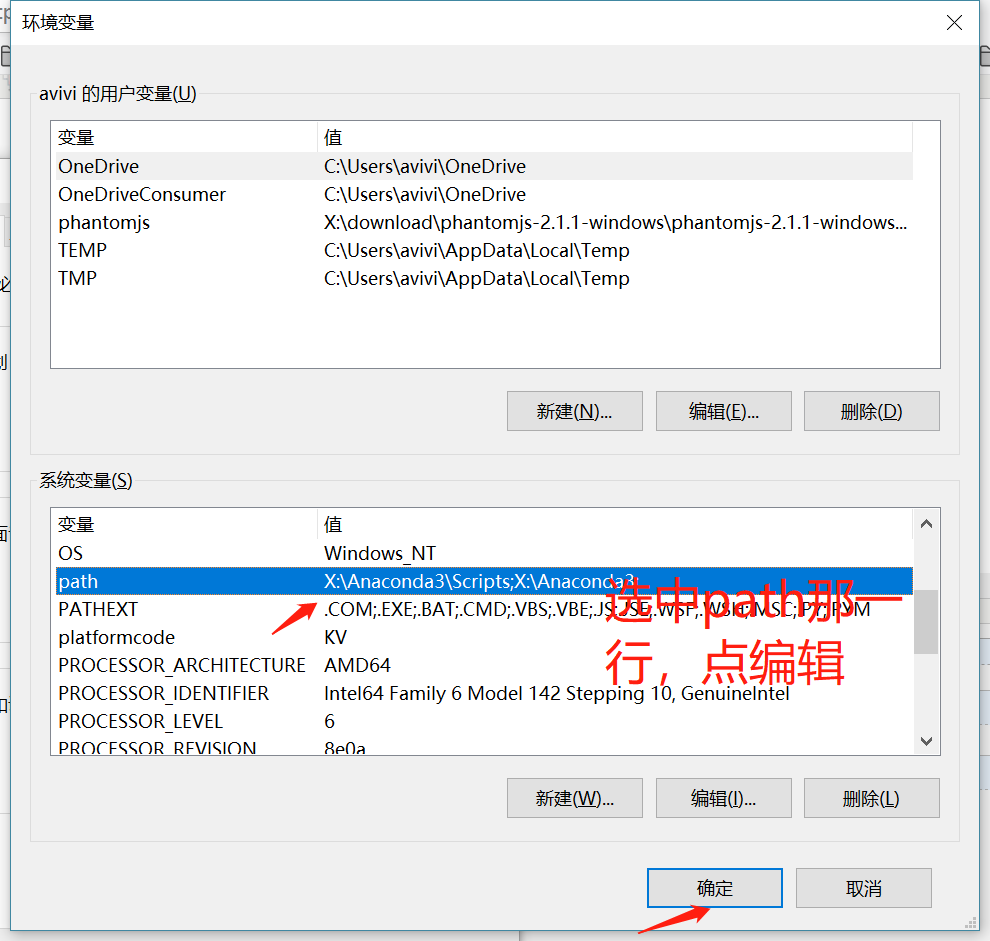 环境变量
avivi 的用户变量(U)
变量 值
OneDrive C:\Users\avivi\OneDrive
OneDriveConsumer C:\Users\avivi\OneDrive
phantomjs X:\download\phantomjs-2.1.1-windows\phantomjs-2.1.1-windows...
TEMP C:\Users\avivi\AppData\Local\Temp
TMP C:\Users\avivi\AppData\Local\Temp
新建(N)... 编辑(E)... 删除(D)
系统变量(S)
变量 值
OS Windows_NT
path X:\Anaconda3\Scripts;X:\Anaconda3;
PATHEXT .COM;.EXE;.BAT;.CMD;.VBS;.VBE;.JS;.JSE;.WSF;.WSH;.MSC;.PY;.PYM
选中path那一
platformcode KV
行，点编辑
PROCESSOR_ARCHITECTURE AMD64
PROCESSOR_IDENTIFIER Intel64 Family 6 Model 142 Stepping 10, GenuineIntel
PROCESSOR_LEVEL 6
PROCESSOR_REVISION 8e0a
新建(W)... 编辑(I)... 删除(L)
确定 取消